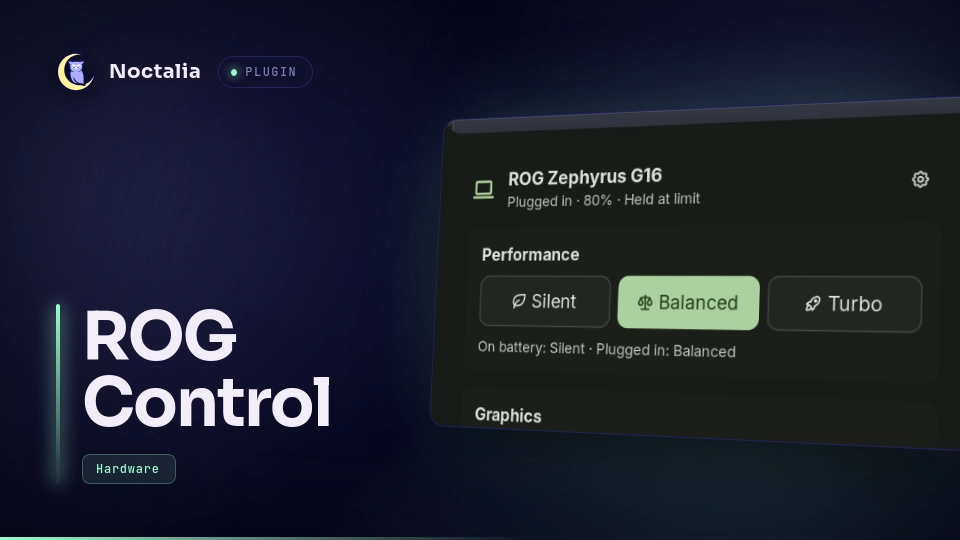 Noctalia
PLUGIN
ROG Zephyrus G16
Plugged in · 80% · Held at limit
Performance
Silent
Balanced
Turbo
On battery: Silent · Plugged in: Balanced
Graphics
ROG
Control
Hardware